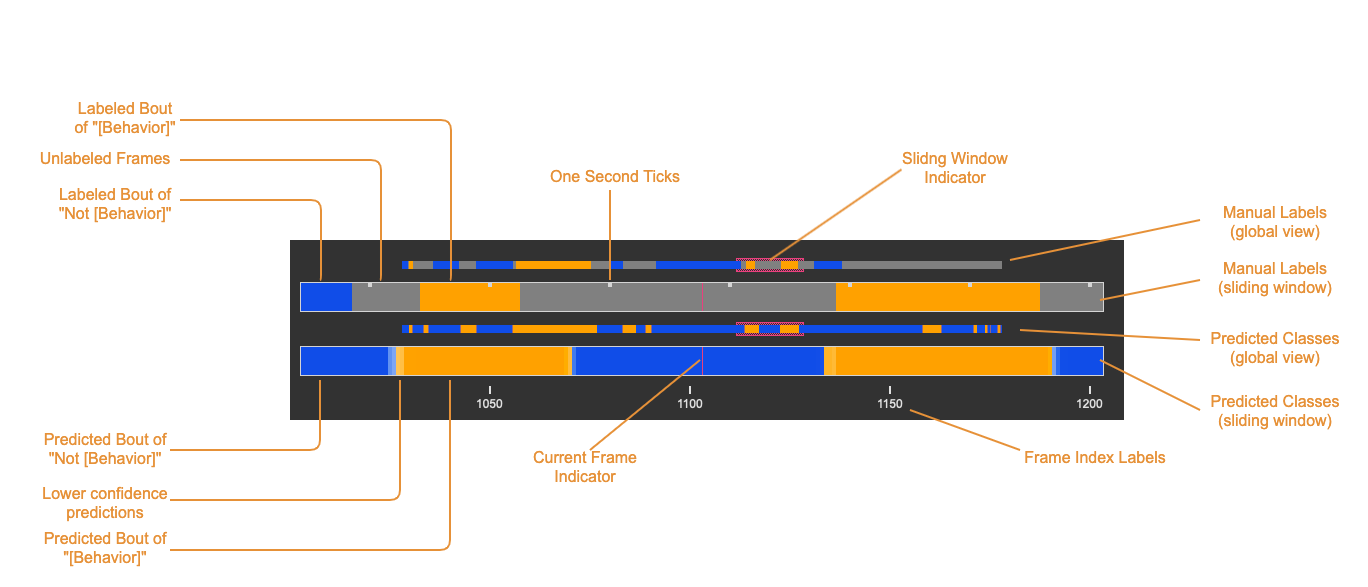 Labeled Bout
of "[Behavior]"
Unlabeled Frames
Labeled Bout of
"Not [Behavior]"
One Second Ticks
Slidng Window
Indicator
Manual Labels
(global view)
Manual Labels
(sliding window)
Predicted Classes
(global view)
Predicted Classes
(sliding window)
1050
1100
1150
1200
Predicted Bout of
"Not [Behavior]"
Lower confidence
predictions
Predicted Bout of
"[Behavior]"
Current Frame
Indicator
Frame Index Labels